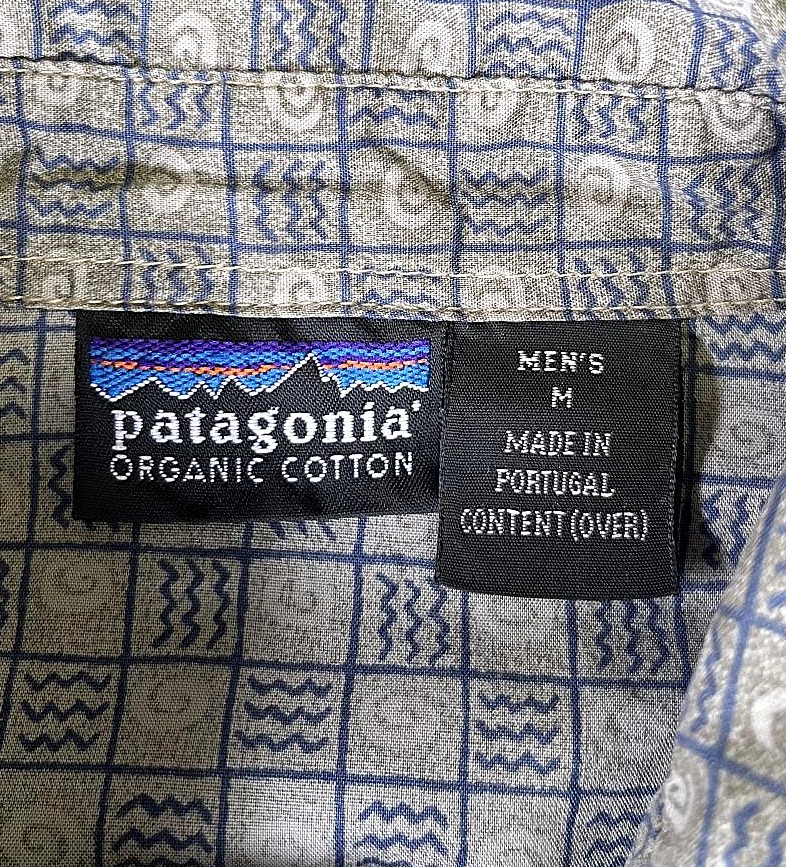 patagonia®
ORGANIC COTTON
MEN'S
M
MADE IN
PORTUGAL
CONTENT(OVER)